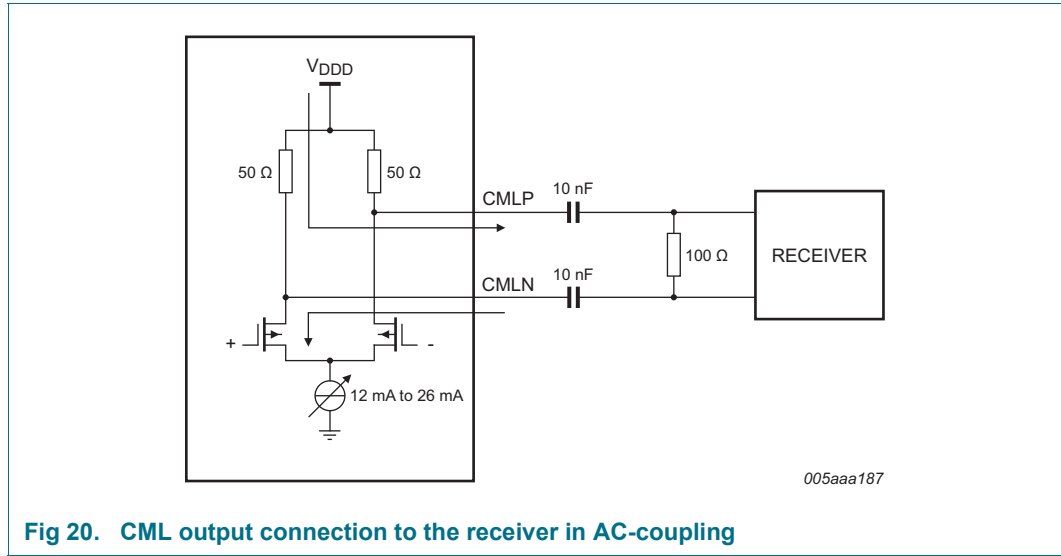 VDDD
50 Ω
50 Ω
CMLP
10 nF
100 Ω
RECEIVER
CMLN
10 nF
+
-
12 mA to 26 mA
005aaa187
Fig 20. CML output connection to the receiver in AC-coupling